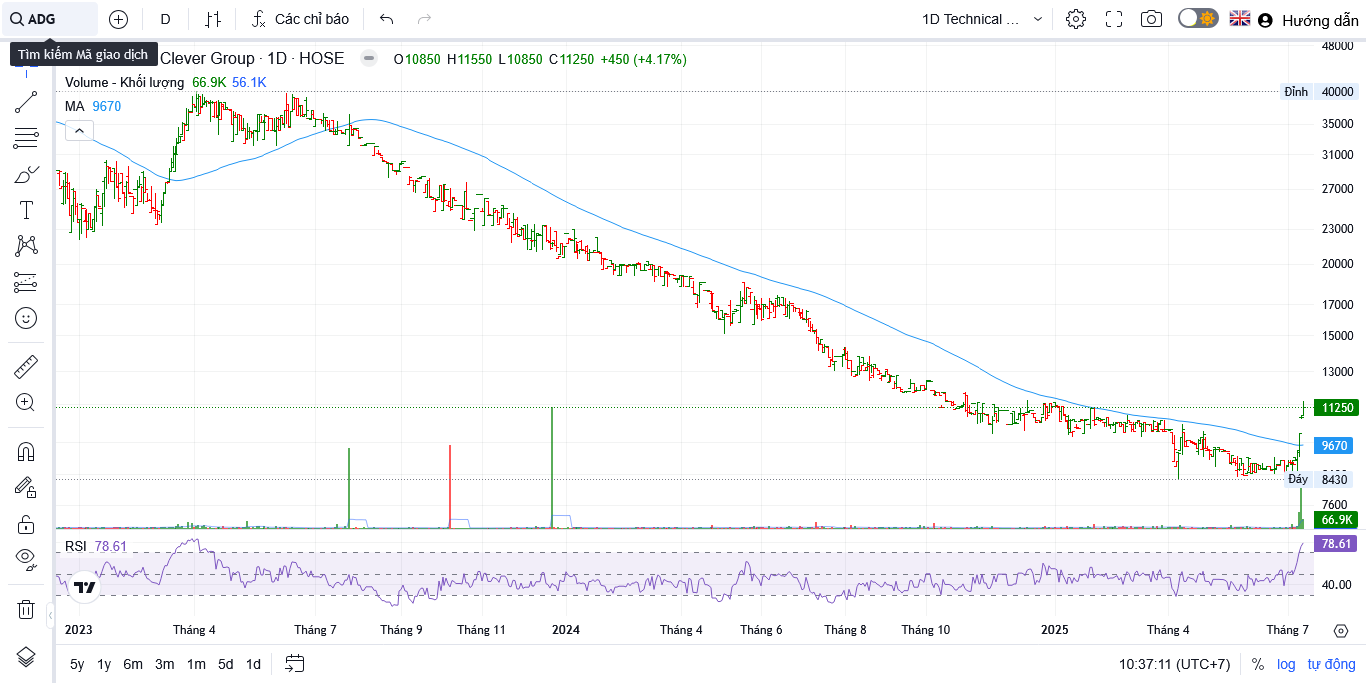 ADG
D
Các chỉ báo
1D Technical ...
Hướng dẫn
Tìm kiếm Mã giao dịch
Clever Group · 1D · HOSE
O10850 H11550 L10850 C11250 +450 (+4.17%)
Volume - Khối lượng 66.9K 56.1K
MA 9670
48000
Đỉnh 40000
35000
31000
27000
23000
20000
17000
15000
13000
11250
9670
Đáy 8430
7600
66.9K
RSI 78.61
78.61
40.00
2023 Tháng 4 Tháng 7 Tháng 9 Tháng 11 2024 Tháng 4 Tháng 6 Tháng 8 Tháng 10 2025 Tháng 4 Tháng 7
5y 1y 6m 3m 1m 5d 1d
10:37:11 (UTC+7) % log tự động